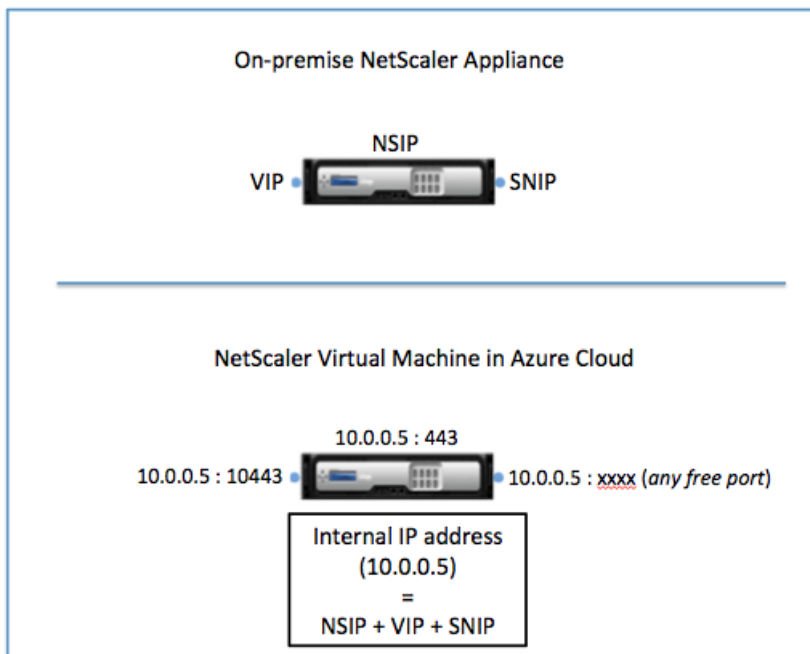 On-premise NetScaler Appliance
NSIP
VIP
SNIP
NetScaler Virtual Machine in Azure Cloud
10.0.0.5 : 443
10.0.0.5 : 10443
10.0.0.5 : xxxx (any free port)
Internal IP address
(10.0.0.5)
=
NSIP + VIP + SNIP